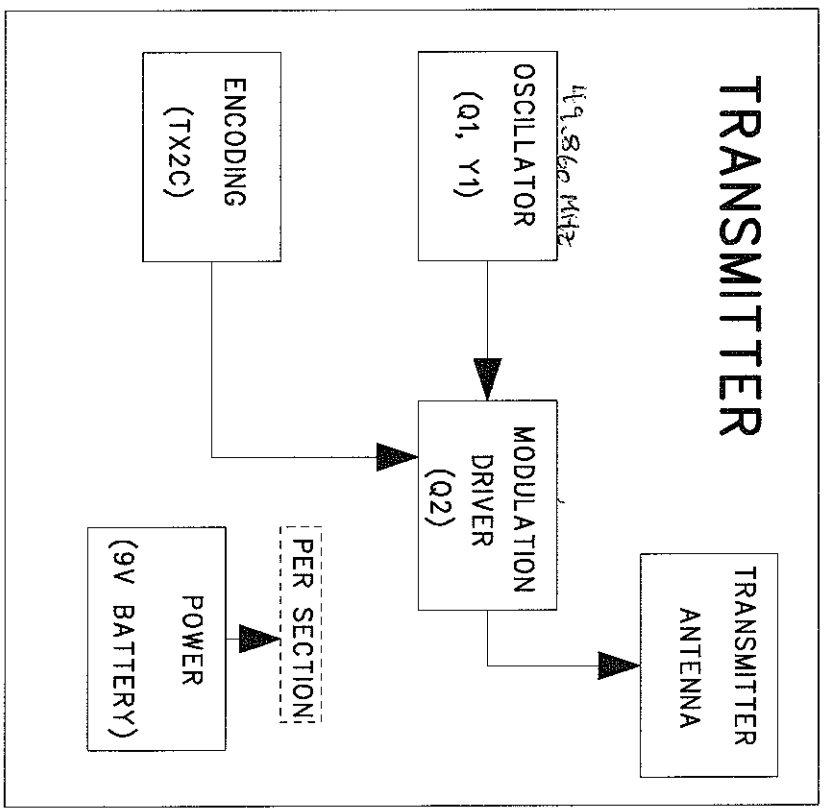 TRANSMITTER
49.860 MHz
OSCILLATOR
(Q1, Y1)
ENCODING
(TX2C)
MODULATION
DRIVER
(Q2)
TRANSMITTER
ANTENNA
PER SECTION
POWER
(9V BATTERY)